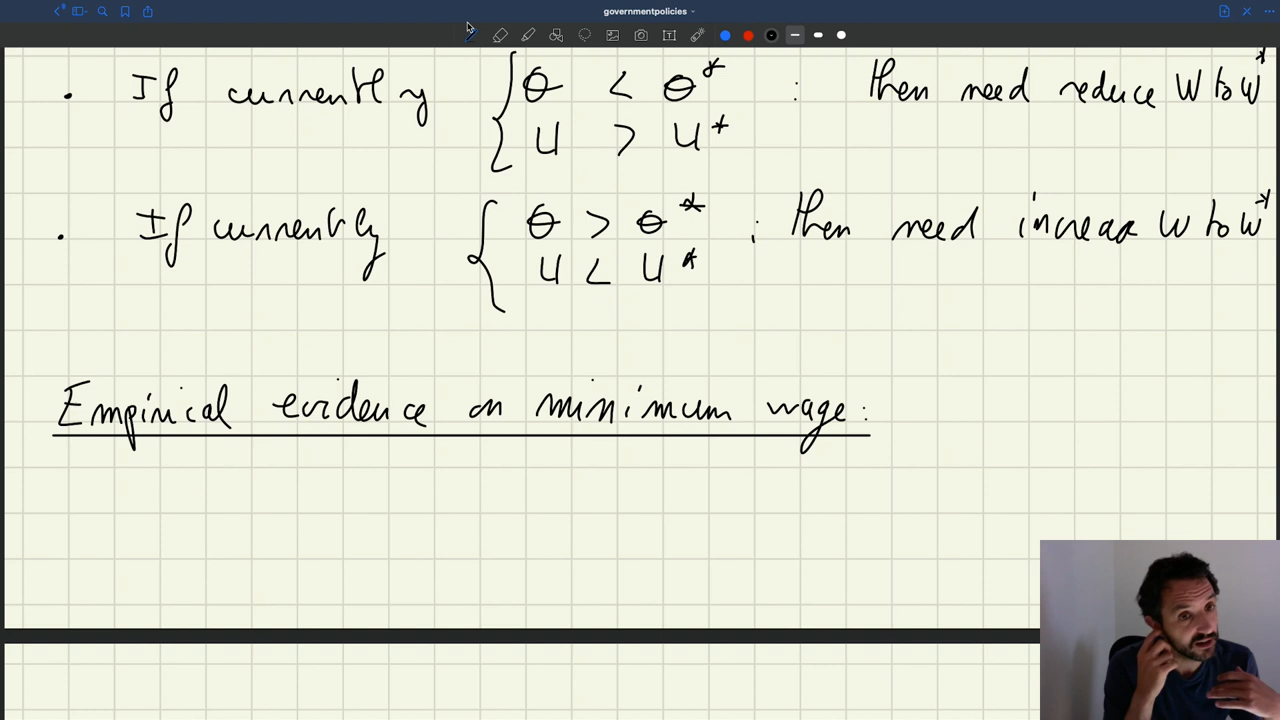 governmentpolicies
. If currently { θ < θ* : then need reduce W to W*
u > u*
. If currently { θ > θ* ; then need increase W to W*
u < u*
Empirical evidence on minimum wage: